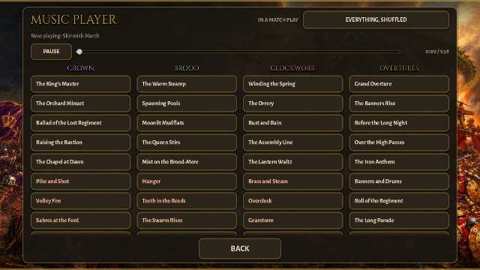 MUSIC PLAYER
IN A MATCH PLAY
EVERYTHING, SHUFFLED
Now playing: Skirmish March
PAUSE
CROWN
BROOD
CLOCKWORK
OVERTURES
The King's Muster
The Warm Swamp
Winding the Spring
Grand Overture
Spawning Pools
The Orrery
The Banners Rise
Ballad of the Lost Regiment
Moonlit Mudflats
Rust and Rain
Before the Long Night
Raising the Bastion
The Queen Stirs
The Assembly Line
Over the High Passes
The Chapel at Dawn
Mist on the Brood-Mere
The Lantern Waltz
The Iron Anthem
Pike and Shot
Hunger
Brass and Steam
Banners and Drums
Volley Fire
Teeth in the Reeds
Overclock
Roll of the Regiment
Sabres at the Ford
The Swarm Rises
Gearstorm
The Long Parade
BACK